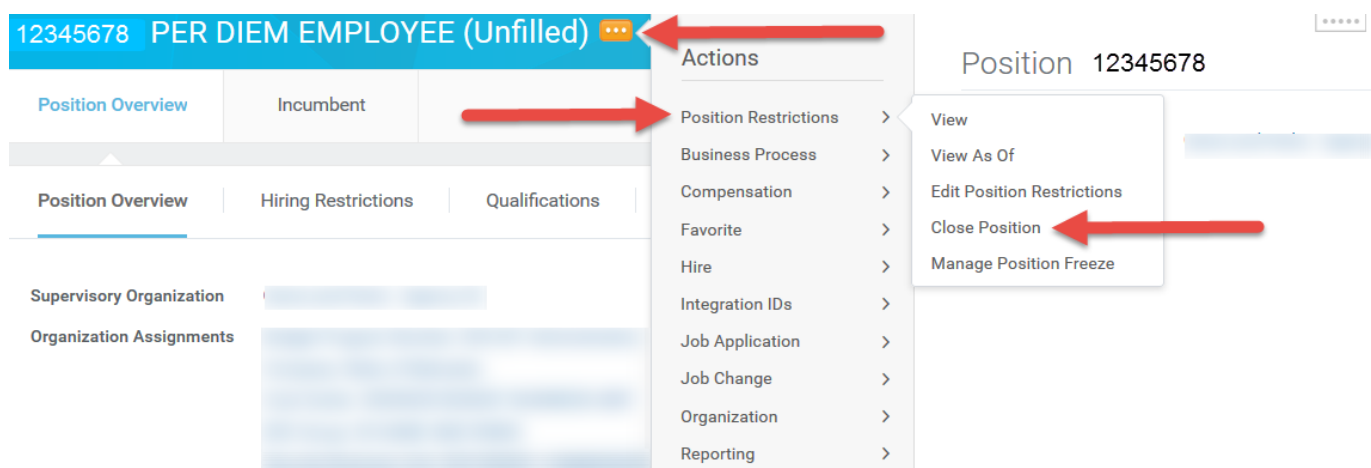 12345678 PER DIEM EMPLOYEE (Unfilled)
Position Overview
Incumbent
Position Overview
Hiring Restrictions
Qualifications
Supervisory Organization
Organization Assignments
Actions
Position Restrictions
Business Process
Compensation
Favorite
Hire
Integration IDs
Job Application
Job Change
Organization
Reporting
Position 12345678
View
View As Of
Edit Position Restrictions
Close Position
Manage Position Freeze